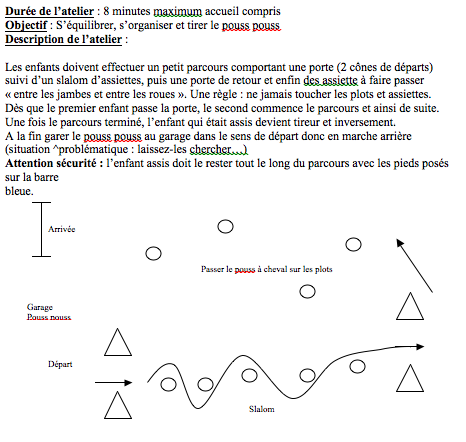 Durée de l'atelier : 8 minutes maximum accueil compris
Objectif : S'équilibrer, s'organiser et tirer le pouss pouss
Description de l'atelier :
Les enfants doivent effectuer un petit parcours comportant une porte (2 cônes de départs)
suivi d'un slalom d'assiettes, puis une porte de retour et enfin des assiette à faire passer
« entre les jambes et entre les roues ». Une règle : ne jamais toucher les plots et assiettes.
Dès que le premier enfant passe la porte, le second commence le parcours et ainsi de suite.
Une fois le parcours terminé, l'enfant qui était assis devient tireur et inversement.
A la fin garer le pouss pouss au garage dans le sens de départ donc en marche arrière
(situation ^problématique : laissez-les chercher…)
Attention sécurité : l'enfant assis doit le rester tout le long du parcours avec les pieds posés
sur la barre
bleue.
Arrivée
Passer le pouss à cheval sur les plots
Garage
Pouss pouss
Départ
Slalom